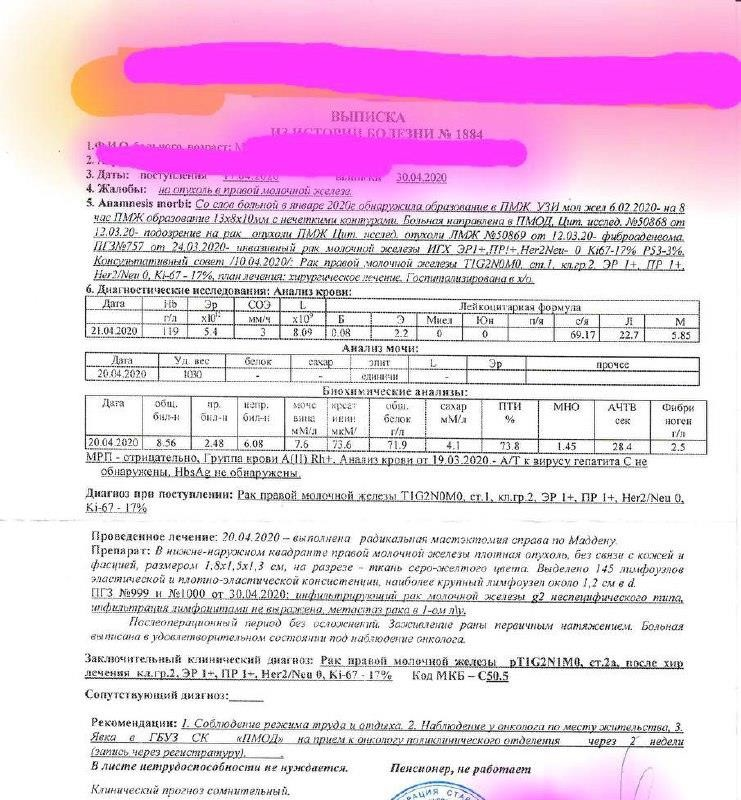 ВЫПИСКА
ИЗ ИСТОРИИ БОЛЕЗНИ № 1884
1.Ф.И.О больного, возраст: М
2.
3. Даты: поступления 30.04.2020
4. Жалобы: на опухоль в правой молочной железе.
5. Anamnesis morbi: Со слов больной в январе 2020г обнаружила образование в ПМЖ. УЗИ мол жел 6.02.2020- на 8
час ПМЖ образование 13х8х10мм с нечеткими контурами. Больная направлена в ПМОД, Цит. исслед. №50868 от
12.03.20- подозрение на рак опухоли ПМЖ Цит. исслед. опухоли ЛМЖ №50869 от 12.03.20- фиброаденома.
ПГЗ№757 от 24.03.2020- инвазивный рак молочной железы ИГХ ЭР1+,ПР1+,Her2Neu- 0 Ki67-17% P53-3%.
Консультативный совет /10.04.2020/: Рак правой молочной железы T1G2N0M0, ст.1, кл.гр.2, ЭР 1+, ПР 1+,
Her2/Neu 0, Ki-67 - 17%, план лечения: хирургическое лечение. Госпитализирована в х/о.
6. Диагностические исследования: Анализ крови:
Дата Hb Эр СОЭ L Лейкоцитарная формула
г/л х10¹² мм/ч х10⁹ Б Э Миел Юн п/я с/я Л М
21.04.2020 119 5.4 3 8.09 0.08 2.2 0 0 69.17 22.7 5.85
Анализ мочи:
Дата Уд. вес белок сахар эпит L Эр прочее
20.04.2020 1030 - - единичн - -
Биохимические анализы:
Дата общ. бил-н пр. бил-н непр. бил-н моче вина мМ/л креат инин мкМ/ общ. белок г/л сахар мМ/л ПТИ % МНО АЧТВ сек Фибри ноген г/л
20.04.2020 8.56 2.48 6.08 7.6 73.6 71.9 4.1 73.8 1.45 28.4 2.5
МРП - отрицательно, Группа крови А(II) Rh+. Анализ крови от 19.03.2020 - А/Т к вирусу гепатита С не
обнаружены, HbsAg не обнаружены.
Диагноз при поступлении: Рак правой молочной железы T1G2N0M0, ст.1, кл.гр.2, ЭР 1+, ПР 1+, Her2/Neu 0,
Ki-67 - 17%
Проведенное лечение: 20.04.2020 – выполнена радикальная мастэктомия справа по Маддену.
Препарат: В нижне-наружном квадранте правой молочной железы плотная опухоль, без связи с кожей и
фасцией, размером 1,8х1,5х1,3 см, на разрезе - ткань серо-желтого цвета. Выделено 145 лимфоузлов
эластической и плотно-эластической консистенции, наиболее крупный лимфоузел около 1,2 см в d.
ПГЗ №999 и №1000 от 30.04.2020: инфильтрирующий рак молочной железы g2 неспецифического типа,
инфильтрация лимфоцитами не выражена, метастаз рака в 1-ом л\у.
Послеоперационный период без осложнений. Заживление раны первичным натяжением. Больная
выписана в удовлетворительном состоянии под наблюдение онколога.
Заключительный клинический диагноз: Рак правой молочной железы pT1G2N1M0, ст.2а, после хир
лечения кл.гр.2, ЭР 1+, ПР 1+, Her2/Neu 0, Ki-67 - 17% Код МКБ – С50.5
Сопутствующий диагноз:
Рекомендации: 1. Соблюдение режима труда и отдыха. 2. Наблюдение у онколога по месту жительства, 3.
Явка в ГБУЗ СК «ПМОД» на прием к онкологу поликлинического отделения через 2 недели
(запись через регистратуру).
В листе нетрудоспособности не нуждается. Пенсионер, не работает
Клинический прогноз сомнительный.